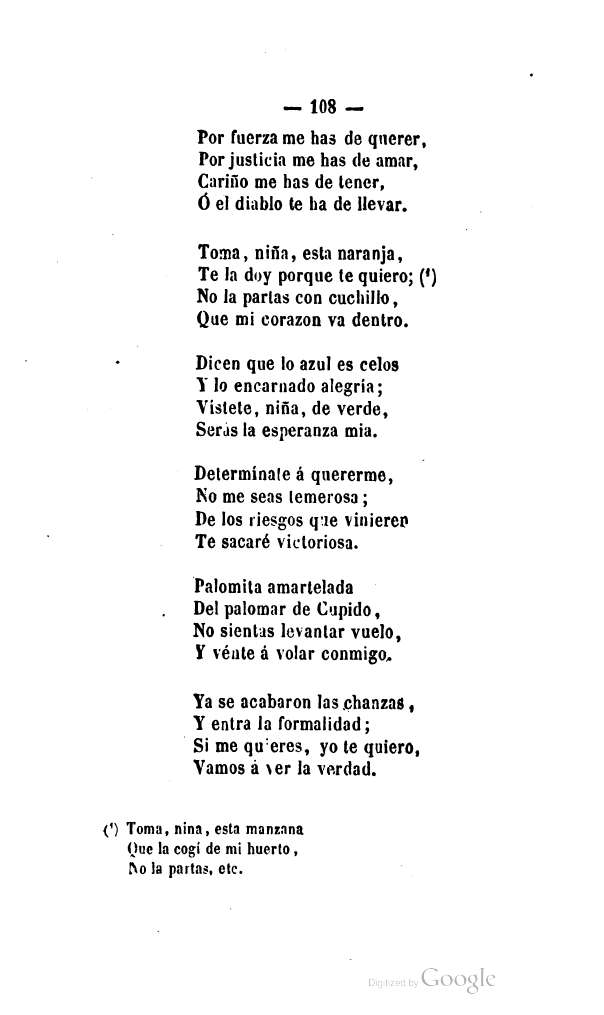 — 108 —
Por fuerza me has de querer,
Por justicia me has de amar,
Cariño me has de tener,
Ó el diablo te ha de llevar.
Toma, niña, esta naranja,
Te la doy porque te quiero; (¹)
No la partas con cuchillo,
Que mi corazon va dentro.
Dicen que lo azul es celos
Y lo encarnado alegría;
Vistete, niña, de verde,
Serás la esperanza mia.
Determínate á quererme,
No me seas temerosa;
De los riesgos que vinieren
Te sacaré victoriosa.
Palomita amartelada
Del palomar de Cupido,
No sientas levantar vuelo,
Y vénte á volar conmigo.
Ya se acabaron las chanzas,
Y entra la formalidad;
Si me quieres, yo te quiero,
Vamos á ver la verdad.
(¹) Toma, nina, esta manzana
Que la cogí de mi huerto,
No la partas, etc.
Digitized by Google